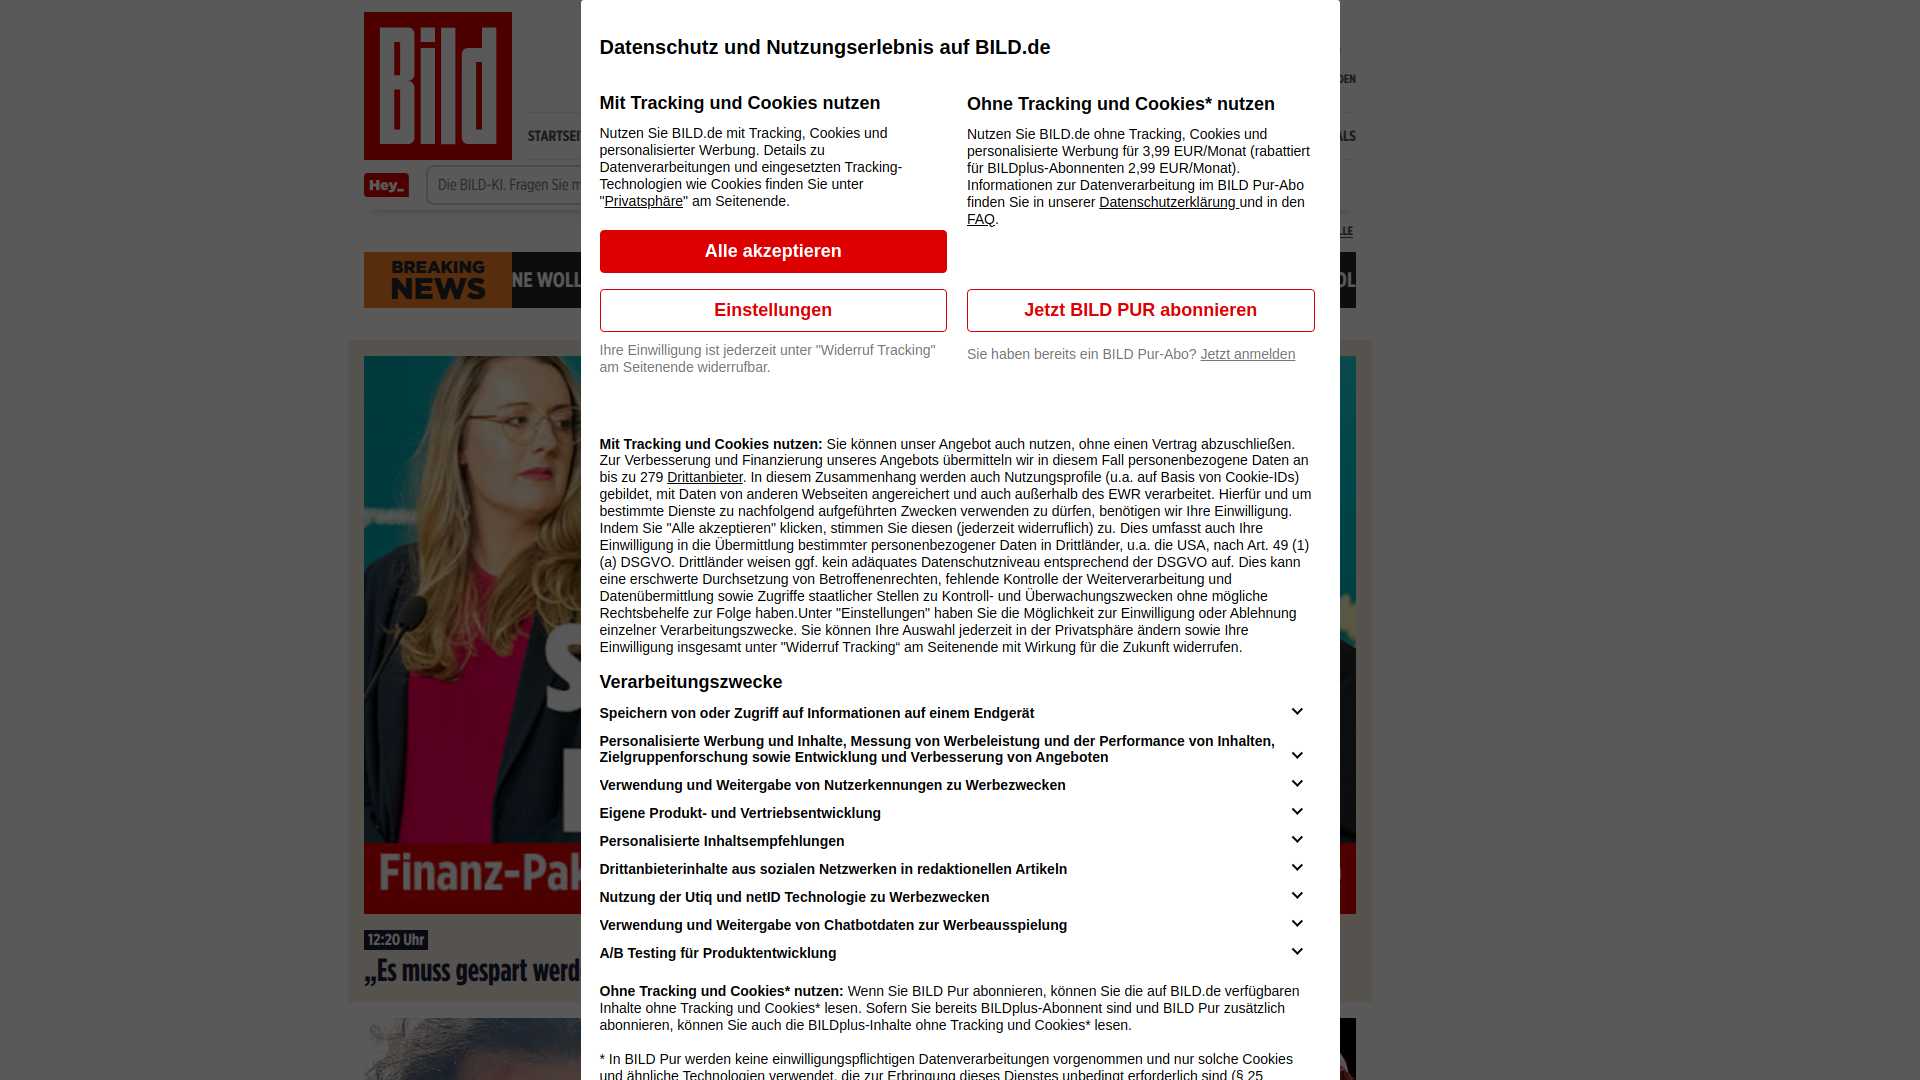 Bild
Datenschutz und Nutzungserlebnis auf BILD.de
Mit Tracking und Cookies nutzen
Nutzen Sie BILD.de mit Tracking, Cookies und
personalisierter Werbung. Details zu
Datenverarbeitungen und eingesetzten Tracking-
Technologien wie Cookies finden Sie unter
"Privatsphäre" am Seitenende.
Alle akzeptieren
Einstellungen
Ihre Einwilligung ist jederzeit unter "Widerruf Tracking"
am Seitenende widerrufbar.
Ohne Tracking und Cookies* nutzen
Nutzen Sie BILD.de ohne Tracking, Cookies und
personalisierte Werbung für 3,99 EUR/Monat (rabattiert
für BILDplus-Abonnenten 2,99 EUR/Monat).
Informationen zur Datenverarbeitung im BILD Pur-Abo
finden Sie in unserer Datenschutzerklärung und in den
FAQ.
Jetzt BILD PUR abonnieren
Sie haben bereits ein BILD Pur-Abo? Jetzt anmelden
Hey_
Die BILD-KI. Fragen Sie
BREAKING
NEWS
NE
Mit Tracking und Cookies nutzen: Sie können unser Angebot auch nutzen, ohne einen Vertrag abzuschließen.
Zur Verbesserung und Finanzierung unseres Angebots übermitteln wir in diesem Fall personenbezogene Daten an
bis zu 279 Drittanbieter. In diesem Zusammenhang werden auch Nutzungsprofile (u.a. auf Basis von Cookie-IDs)
gebildet, mit Daten von anderen Webseiten angereichert und auch außerhalb des EWR verarbeitet. Hierfür und um
bestimmte Dienste zu nachfolgend aufgeführten Zwecken verwenden zu dürfen, benötigen wir Ihre Einwilligung.
Indem Sie "Alle akzeptieren" klicken, stimmen Sie diesen (jederzeit widerruflich) zu. Dies umfasst auch Ihre
Einwilligung in die Übermittlung bestimmter personenbezogener Daten in Drittländer, u.a. die USA, nach Art. 49 (1)
(a) DSGVO. Drittländer weisen ggf. kein adäquates Datenschutzniveau entsprechend der DSGVO auf. Dies kann
eine erschwerte Durchsetzung von Betroffenenrechten, fehlende Kontrolle der Weiterverarbeitung und
Datenübermittlung sowie Zugriffe staatlicher Stellen zu Kontroll- und Überwachungszwecken ohne mögliche
Rechtsbehelfe zur Folge haben.Unter "Einstellungen" haben Sie die Möglichkeit zur Einwilligung oder Ablehnung
einzelner Verarbeitungszwecke. Sie können Ihre Auswahl jederzeit in der Privatsphäre ändern sowie Ihre
Einwilligung insgesamt unter "Widerruf Tracking“ am Seitenende mit Wirkung für die Zukunft widerrufen.
Verarbeitungszwecke
Speichern von oder Zugriff auf Informationen auf einem Endgerät
Personalisierte Werbung und Inhalte, Messung von Werbeleistung und der Performance von Inhalten,
Zielgruppenforschung sowie Entwicklung und Verbesserung von Angeboten
Verwendung und Weitergabe von Nutzerkennungen zu Werbezwecken
Eigene Produkt- und Vertriebsentwicklung
Personalisierte Inhaltsempfehlungen
Drittanbieterinhalte aus sozialen Netzwerken in redaktionellen Artikeln
Nutzung der Utiq und netID Technologie zu Werbezwecken
Verwendung und Weitergabe von Chatbotdaten zur Werbeausspielung
A/B Testing für Produktentwicklung
Ohne Tracking und Cookies* nutzen: Wenn Sie BILD Pur abonnieren, können Sie die auf BILD.de verfügbaren
Inhalte ohne Tracking und Cookies* lesen. Sofern Sie bereits BILDplus-Abonnent sind und BILD Pur zusätzlich
abonnieren, können Sie auch die BILDplus-Inhalte ohne Tracking und Cookies* lesen.
* In BILD Pur werden keine einwilligungspflichtigen Datenverarbeitungen vorgenommen und nur solche Cookies
und ähnliche Technologien verwendet, die zur Erbringung dieses Dienstes unbedingt erforderlich sind (§ 25
12:20 Uhr
„Es muss gespart